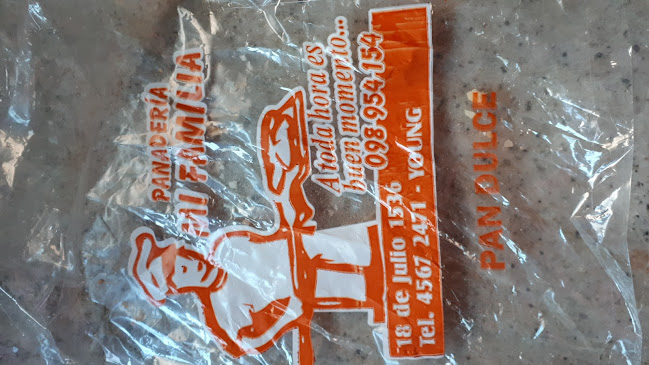 PANADERÍA
MI FAMILIA
A toda hora es
buen momento...
098 954 154
18 de Julio 1536
Tel. 4567 2471 - YOUNG
PAN DULCE